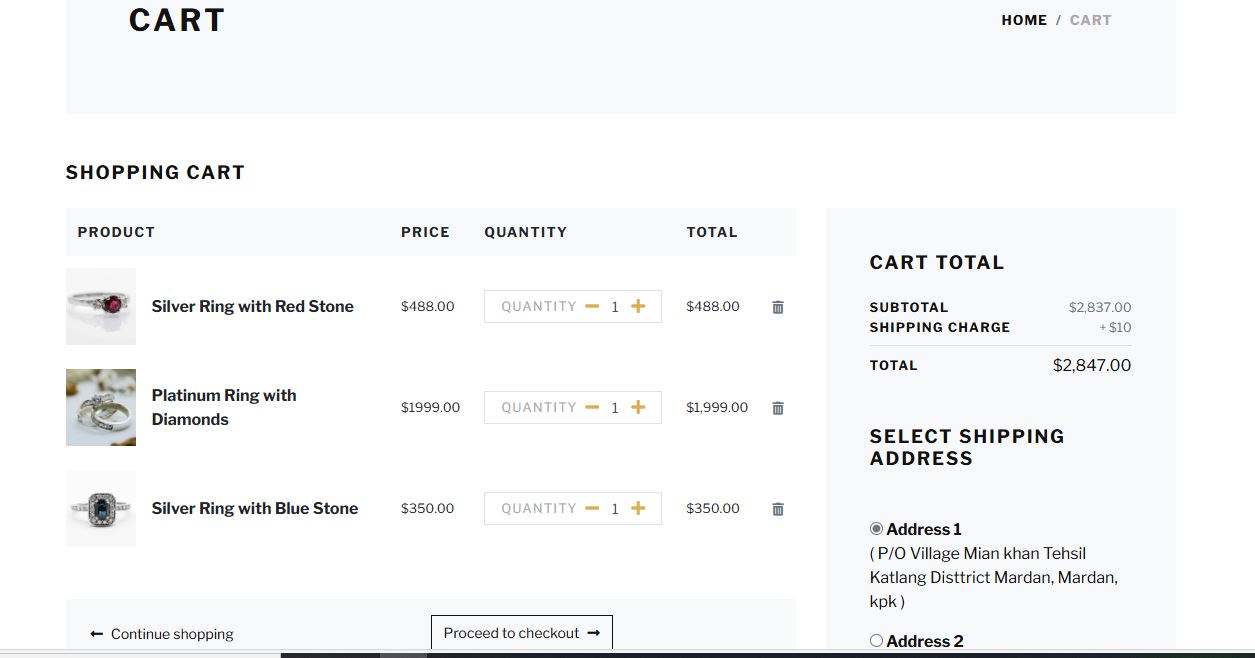 CART
HOME / CART
SHOPPING CART
PRODUCT PRICE QUANTITY TOTAL
Silver Ring with Red Stone $488.00 QUANTITY 1 $488.00
Platinum Ring with
Diamonds
$1999.00 QUANTITY 1 $1,999.00
Silver Ring with Blue Stone $350.00 QUANTITY 1 $350.00
Continue shopping
Proceed to checkout
CART TOTAL
SUBTOTAL $2,837.00
SHIPPING CHARGE + $10
TOTAL $2,847.00
SELECT SHIPPING
ADDRESS
Address 1
( P/O Village Mian khan Tehsil
Katlang Disttrict Mardan, Mardan,
kpk )
Address 2